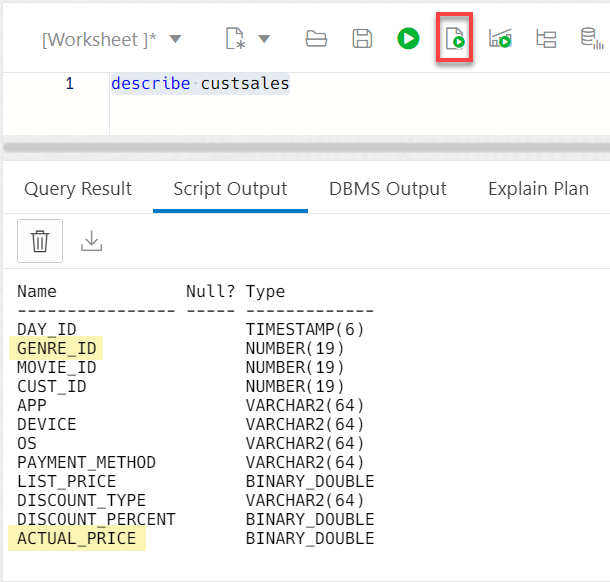 [Worksheet ]*
1 describe custsales
Query Result Script Output DBMS Output Explain Plan
Name Null? Type
---------------- ----- -------------
DAY_ID TIMESTAMP(6)
GENRE_ID NUMBER(19)
MOVIE_ID NUMBER(19)
CUST_ID NUMBER(19)
APP VARCHAR2(64)
DEVICE VARCHAR2(64)
OS VARCHAR2(64)
PAYMENT_METHOD VARCHAR2(64)
LIST_PRICE BINARY_DOUBLE
DISCOUNT_TYPE VARCHAR2(64)
DISCOUNT_PERCENT BINARY_DOUBLE
ACTUAL_PRICE BINARY_DOUBLE